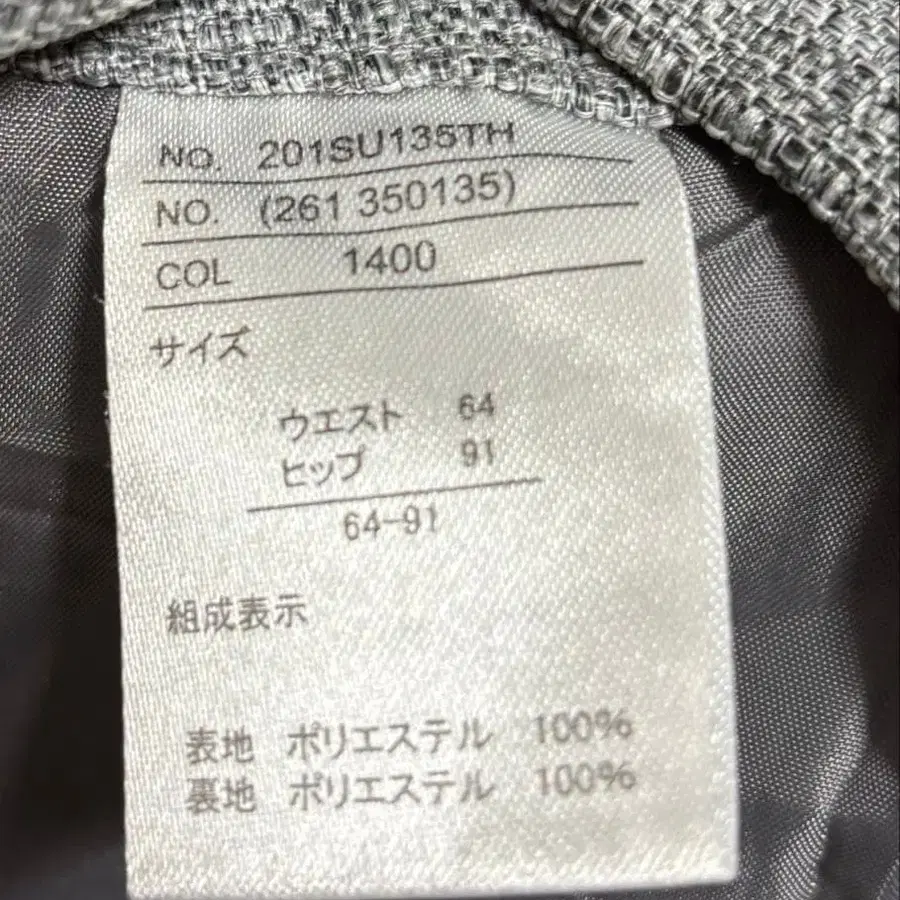 NO. 201SU135TH
NO. (261 350135)
COL 1400
サイズ
ウエスト 64
ヒップ 91
64-91
組成表示
表地 ポリエステル 100%
裏地 ポリエステル 100%